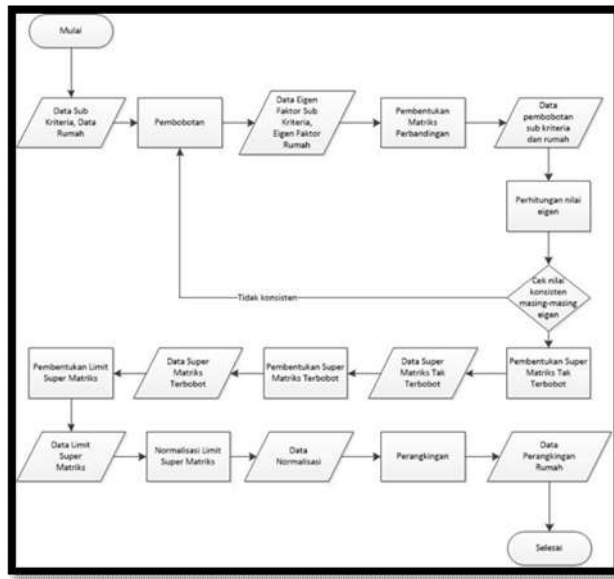 Mulai
Data Sub
Kriteria, Data
Rumah
Pembobotan
Data Eigen
Faktor Sub
Kriteria,
Eigen Faktor
Rumah
Pembentukan
Matriks
Perbandingan
Data
pembobotan
sub kriteria
dan rumah
Perhitungan nilai
eigen
Cek nilai
konsisten
masing-masing
eigen
Tidak konsisten
Pembentukan Super
Matriks Tak
Terbobot
Data Super
Matriks Tak
Terbobot
Pembentukan Super
Matriks Terbobot
Data Super
Matriks
Terbobot
Pembentukan Limit
Super Matriks
Data Limit
Super
Matriks
Normalisasi Limit
Super Matriks
Data
Normalisasi
Perangkingan
Data
Perangkingan
Rumah
Selesai